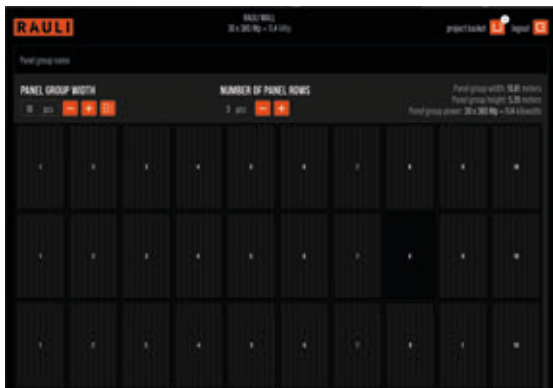 RAULI
RAULI WALL
30 x 380 Wp = 11,4 kWp
project basket
logout
Panel group name
PANEL GROUP WIDTH
10 pcs - +
NUMBER OF PANEL ROWS
3 pcs - +
Panel group width: 10,81 meters
Panel group height: 5,39 meters
Panel group power: 30 x 380 Wp = 11,4 kilowatts
1 2 3 4 5 6 7 8 9 10
1 2 3 4 5 6 7 8 9 10
1 2 3 4 5 6 7 8 9 10